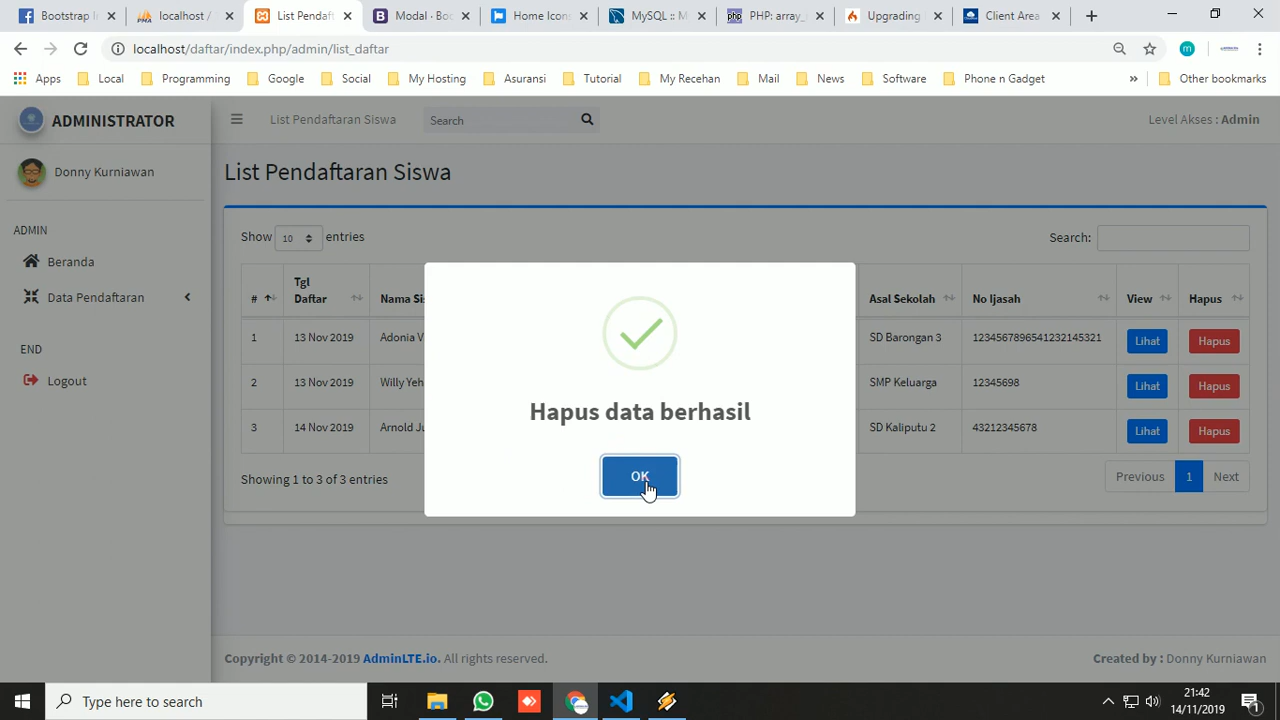 Bootstrap I
localhost /
List Pendaf
Modal · Bo
Home Icon
MySQL :: M
PHP: array_
Upgrading
Client Area
localhost/daftar/index.php/admin/list_daftar
Apps
Local
Programming
Google
Social
My Hosting
Asuransi
Tutorial
My Recehan
Mail
News
Software
Phone n Gadget
»
Other bookmarks
ADMINISTRATOR
List Pendaftaran Siswa
Search
Level Akses : Admin
Donny Kurniawan
List Pendaftaran Siswa
ADMIN
Beranda
Data Pendaftaran
END
Logout
Show 10 entries
Search:
# Tgl Daftar Nama Si Asal Sekolah No Ijasah View Hapus
1 13 Nov 2019 Adonia V SD Barongan 3 1234567896541232145321 Lihat Hapus
2 13 Nov 2019 Willy Yeh SMP Keluarga 12345698 Lihat Hapus
3 14 Nov 2019 Arnold Ju SD Kaliputu 2 43212345678 Lihat Hapus
Showing 1 to 3 of 3 entries
Previous 1 Next
Hapus data berhasil
OK
Copyright © 2014-2019 AdminLTE.io. All rights reserved.
Created by : Donny Kurniawan
Type here to search
21:42
14/11/2019